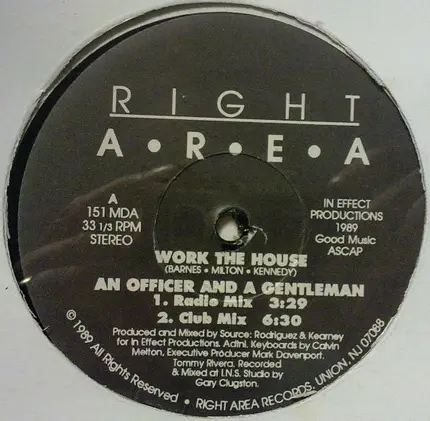 RIGHT
A•R•E•A
A
151 MDA
33 1/3 RPM
STEREO
IN EFFECT
PRODUCTIONS
1989
Good Music
ASCAP
WORK THE HOUSE
(BARNES • MILTON • KENNEDY)
AN OFFICER AND A GENTLEMAN
1. Radio Mix 3:29
2. Club Mix 6:30
Produced and Mixed by Source: Rodriguez & Kearney
for In Effect Productions. Adtnl. Keyboards by Calvin
Melton, Executive Producer Mark Davenport.
Tommy Rivera. Recorded
& Mixed at I.N.S. Studio by
Gary Clugston.
© 1989 All Rights Reserved • RIGHT AREA RECORDS, UNION, NJ 07088